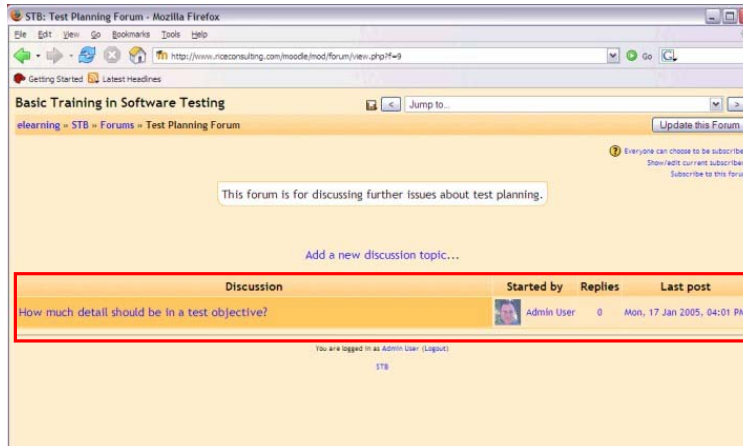 STB: Test Planning Forum - Mozilla Firefox
File Edit View Go Bookmarks Tools Help
http://www.riceconsulting.com/moodle/mod/forum/view.php?f=9 Go
Getting Started Latest Headlines
Basic Training in Software Testing < Jump to... >
elearning » STB » Forums » Test Planning Forum Update this Forum
? Everyone can choose to be subscribe
Show/edit current subscribe
Subscribe to this foru
This forum is for discussing further issues about test planning.
Add a new discussion topic...
Discussion Started by Replies Last post
How much detail should be in a test objective? Admin User 0 Mon, 17 Jan 2005, 04:01 PM
You are logged in as Admin User (Logout)
STB